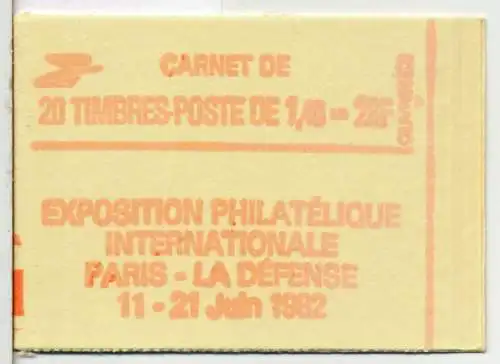 CARNET DE
20 TIMBRES-POSTE DE 1,40 = 28F
EXPOSITION PHILATÉLIQUE
INTERNATIONALE
PARIS - LA DÉFENSE
11 - 21 Juin 1982